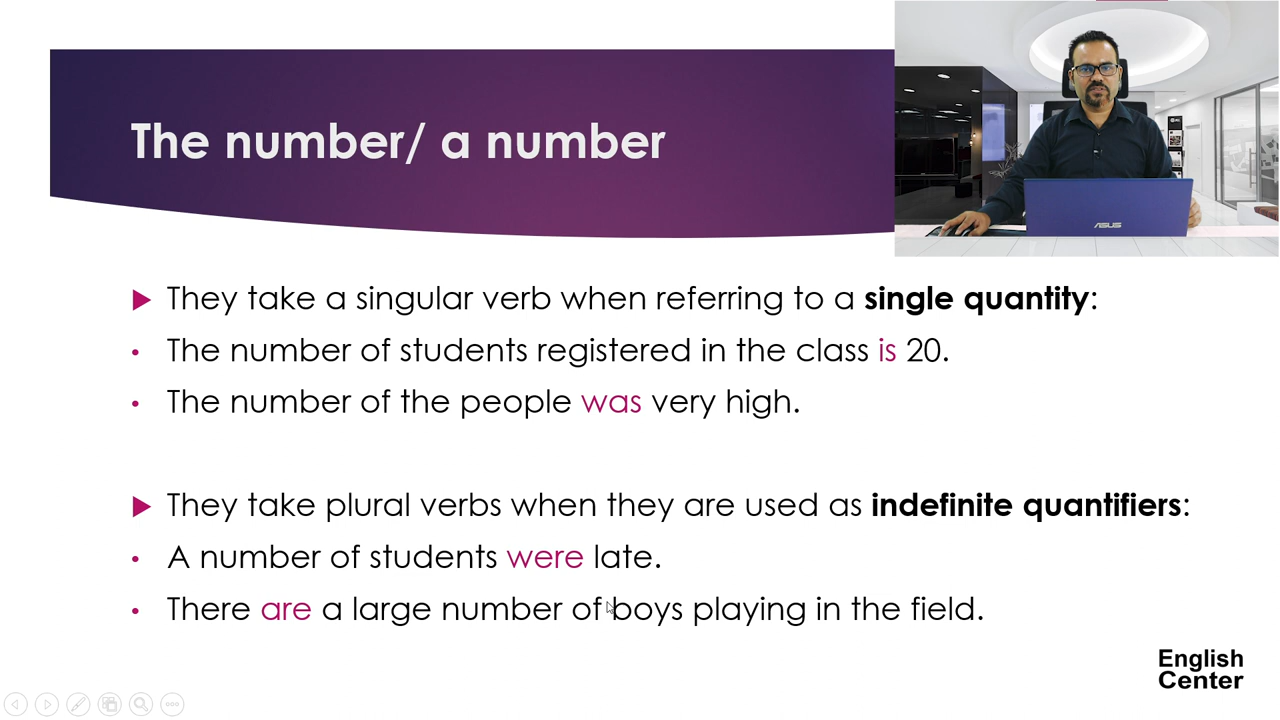 The number/ a number
ASUS
They take a singular verb when referring to a single quantity:
The number of students registered in the class is 20.
The number of the people was very high.
They take plural verbs when they are used as indefinite quantifiers:
A number of students were late.
There are a large number of boys playing in the field.
English
Center